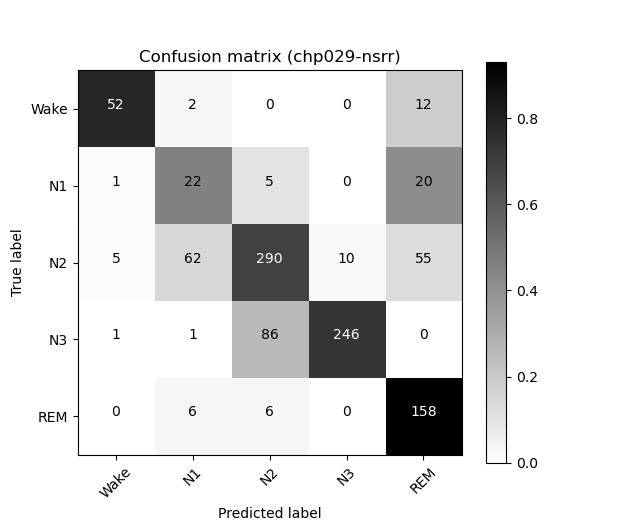 Confusion matrix (chp029-nsrr)
True label
Wake 52 2 0 0 12
N1 1 22 5 0 20
N2 5 62 290 10 55
N3 1 1 86 246 0
REM 0 6 6 0 158
Wake N1 N2 N3 REM
Predicted label
0.8
0.6
0.4
0.2
0.0